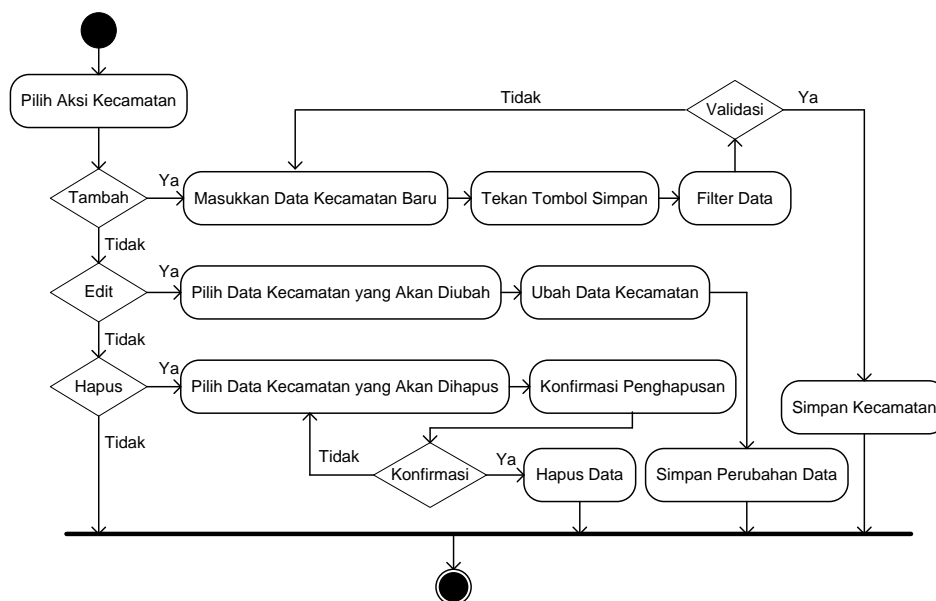 Pilih Aksi Kecamatan
Tidak
Validasi
Ya
Tambah
Ya
Masukkan Data Kecamatan Baru
Tekan Tombol Simpan
Filter Data
Tidak
Edit
Ya
Pilih Data Kecamatan yang Akan Diubah
Ubah Data Kecamatan
Tidak
Hapus
Ya
Pilih Data Kecamatan yang Akan Dihapus
Konfirmasi Penghapusan
Simpan Kecamatan
Tidak
Tidak
Konfirmasi
Ya
Hapus Data
Simpan Perubahan Data